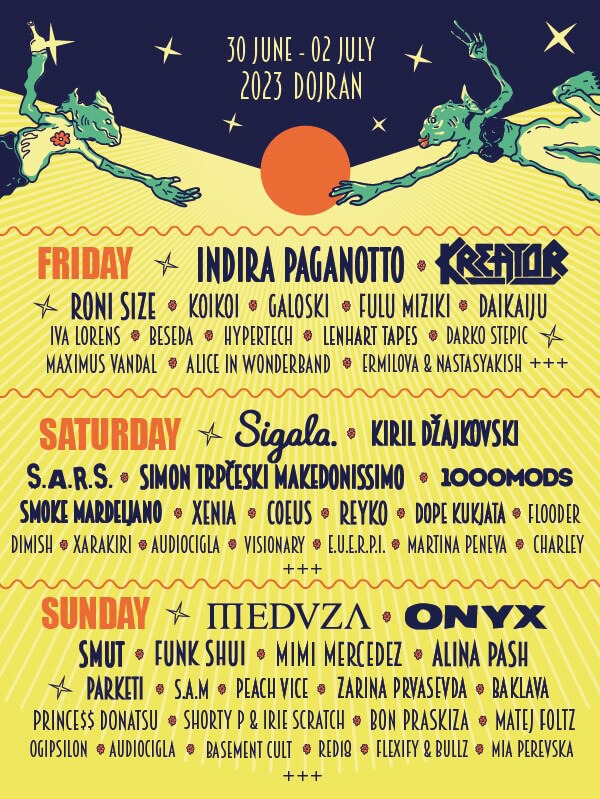 30 JUNE - 02 JULY
2023 DOJRAN
FRIDAY INDIRA PAGANOTTO • KREATOR
RONI SIZE • KOIKOI • GALOSKI • FULU MIZIKI • DAIKAIJU
IVA LORENS • BESEDA • HYPERTECH • LENHART TAPES • DARKO STEPIC
MAXIMUS VANDAL • ALICE IN WONDERBAND • ERMILOVA & NASTASYAKISH +++
SATURDAY Sigala. • KIRIL DŽAJKOVSKI
S.A.R.S. • SIMON TRPČESKI MAKEDONISSIMO • 1000MODS
SMOKE MARDELJANO • XENIA • COEUS • REYKO • DOPE KUKJATA • FLOODER
DIMISH • XARAKIRI • AUDIOCIGLA • VISIONARY • E.U.E.R.P.I. • MARTINA PENEVA • CHARLEY
+++
SUNDAY MEDVZA • ONYX
SMUT • FUNK SHUI • MIMI MERCEDEZ • ALINA PASH
PARKETI • S.A.M • PEACH VICE • ZARINA PRVASEVDA • BAKLAVA
PRINCE$$ DONATSU • SHORTY P & IRIE SCRATCH • BON PRASKIZA • MATEJ FOLTZ
OGIPSILON • AUDIOCIGLA • BASEMENT CULT • REDI8 • FLEXIFY & BULLZ • MIA PEREVSKA
+++